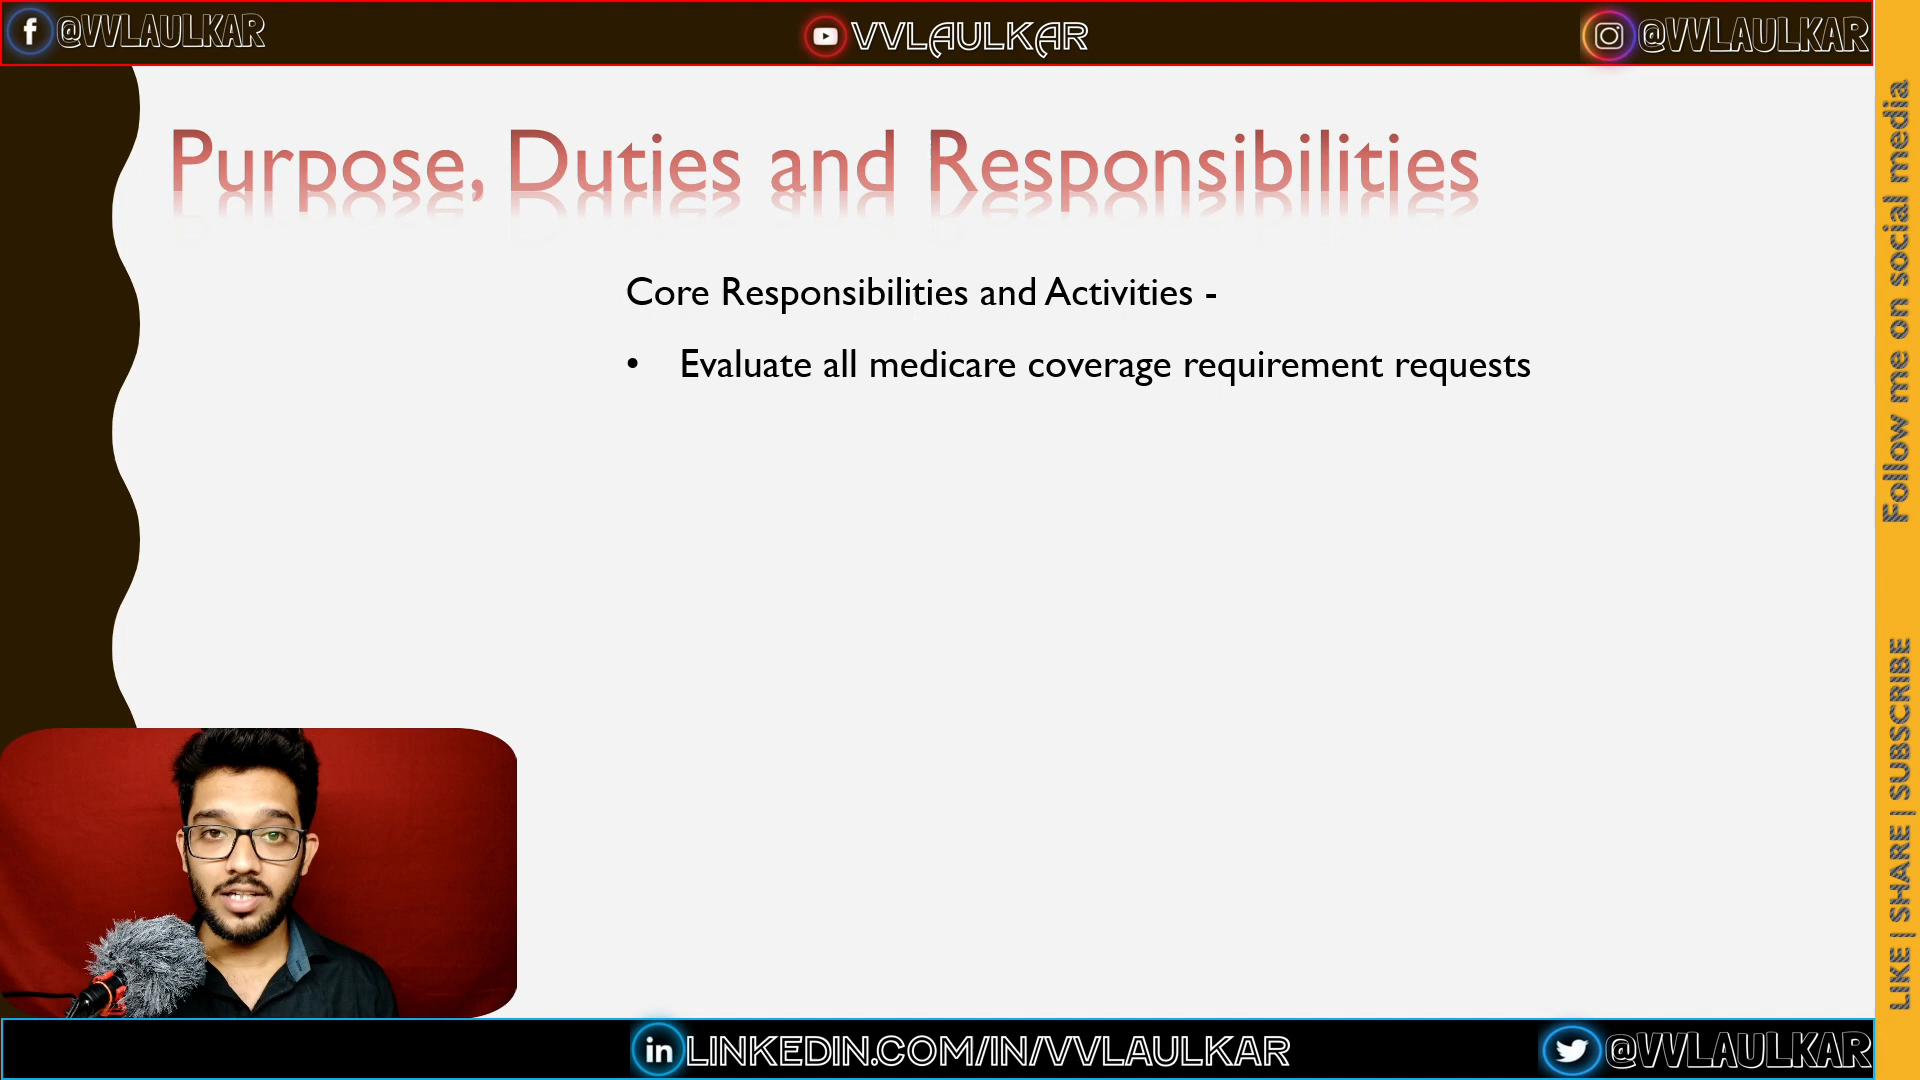 @VVLAULKAR
VVLAULKAR
@VVLAULKAR
Purpose, Duties and Responsibilities
Core Responsibilities and Activities -
• Evaluate all medicare coverage requirement requests
Follow me on social media
LIKE | SHARE | SUBSCRIBE
LINKEDIN.COM/IN/VVLAULKAR
@VVLAULKAR